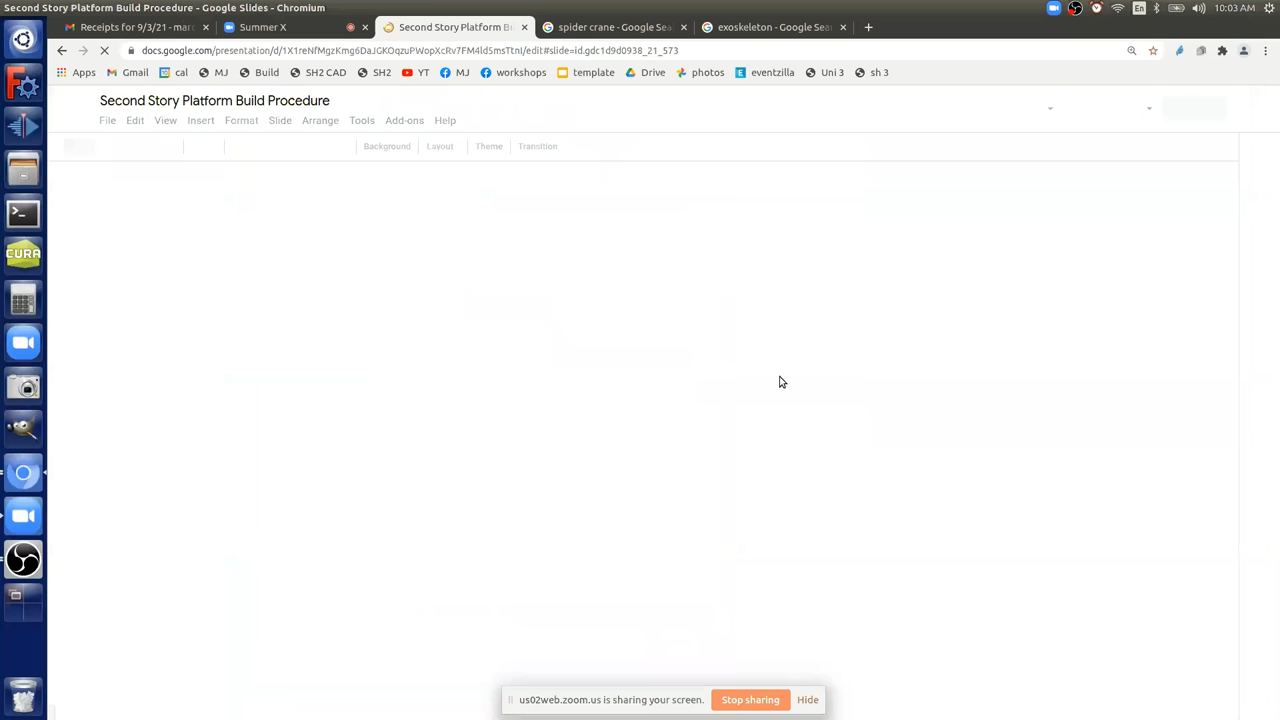 Second Story Platform Build Procedure - Google Slides - Chromium
En
10:03 AM
Receipts for 9/3/21 - marc
Summer X
Second Story Platform B
spider crane - Google Sea
exoskeleton - Google Sea
docs.google.com/presentation/d/1X1reNfMgzKmg6DaJGKOqzuPWopXcRv7FM4ld5msTtnI/edit#slide=id.gdc1d9d0938_21_573
Apps
Gmail
cal
MJ
Build
SH2 CAD
SH2
YT
MJ
workshops
template
Drive
photos
eventzilla
Uni 3
sh 3
Second Story Platform Build Procedure
File Edit View Insert Format Slide Arrange Tools Add-ons Help
Background Layout Theme Transition
CURA
us02web.zoom.us is sharing your screen.
Stop sharing
Hide